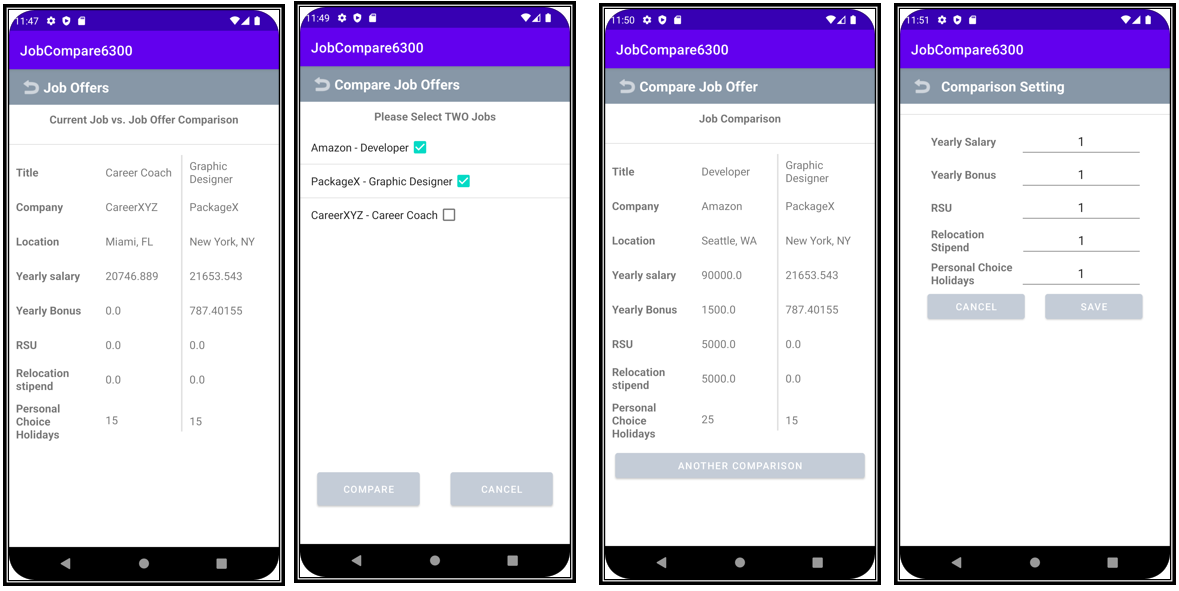 11:47
JobCompare6300
Job Offers
Current Job vs. Job Offer Comparison
Title Career Coach Graphic
Designer
Company CareerXYZ PackageX
Location Miami, FL New York, NY
Yearly salary 20746.889 21653.543
Yearly Bonus 0.0 787.40155
RSU 0.0 0.0
Relocation
stipend 0.0 0.0
Personal
Choice
Holidays 15 15
11:49
JobCompare6300
Compare Job Offers
Please Select TWO Jobs
Amazon - Developer
PackageX - Graphic Designer
CareerXYZ - Career Coach
COMPARE CANCEL
11:50
JobCompare6300
Compare Job Offer
Job Comparison
Title Developer Graphic
Designer
Company Amazon PackageX
Location Seattle, WA New York, NY
Yearly salary 90000.0 21653.543
Yearly Bonus 1500.0 787.40155
RSU 5000.0 0.0
Relocation
stipend 5000.0 0.0
Personal
Choice
Holidays 25 15
ANOTHER COMPARISON
11:51
JobCompare6300
Comparison Setting
Yearly Salary 1
Yearly Bonus 1
RSU 1
Relocation
Stipend 1
Personal Choice
Holidays 1
CANCEL SAVE